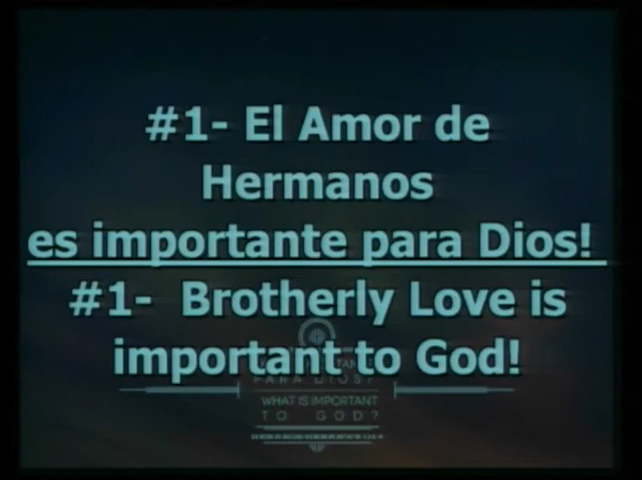 #1- El Amor de
Hermanos
es importante para Dios!
#1- Brotherly Love is
important to God!
PARA DIOS?
WHAT IS IMPORTANT
TO GOD?